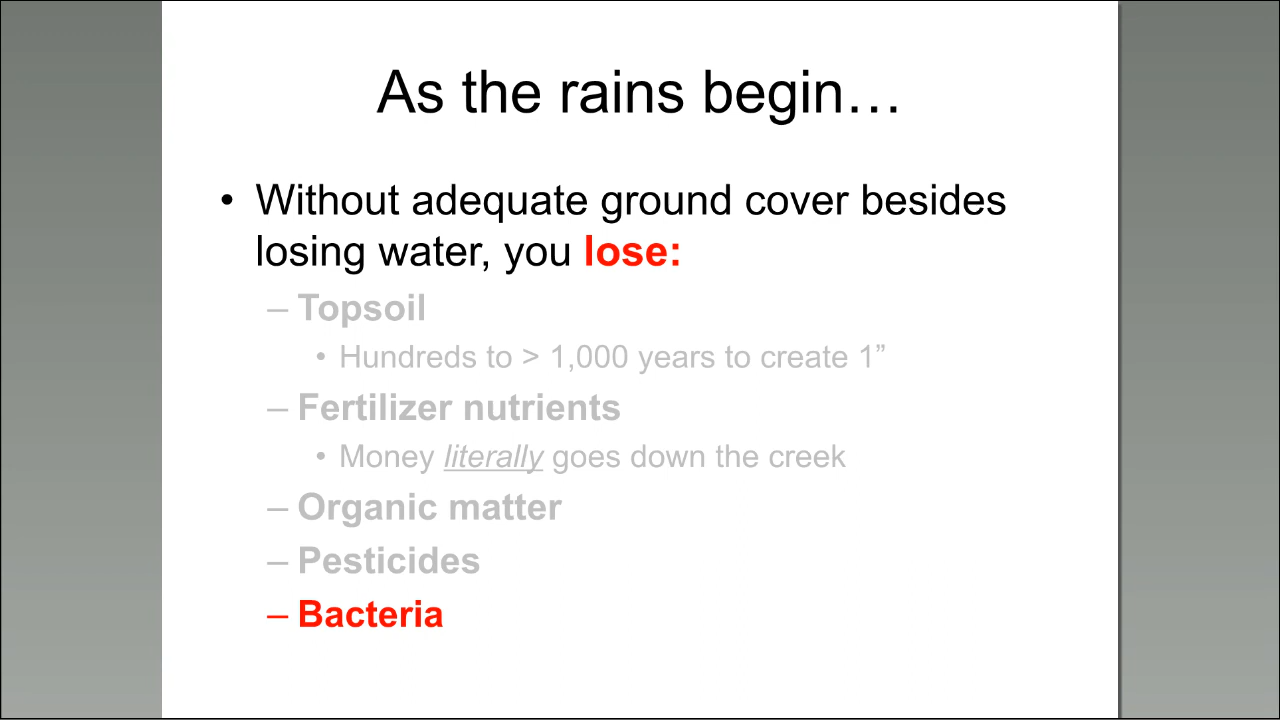 As the rains begin…
• Without adequate ground cover besides
losing water, you lose:
– Topsoil
• Hundreds to > 1,000 years to create 1”
– Fertilizer nutrients
• Money literally goes down the creek
– Organic matter
– Pesticides
– Bacteria